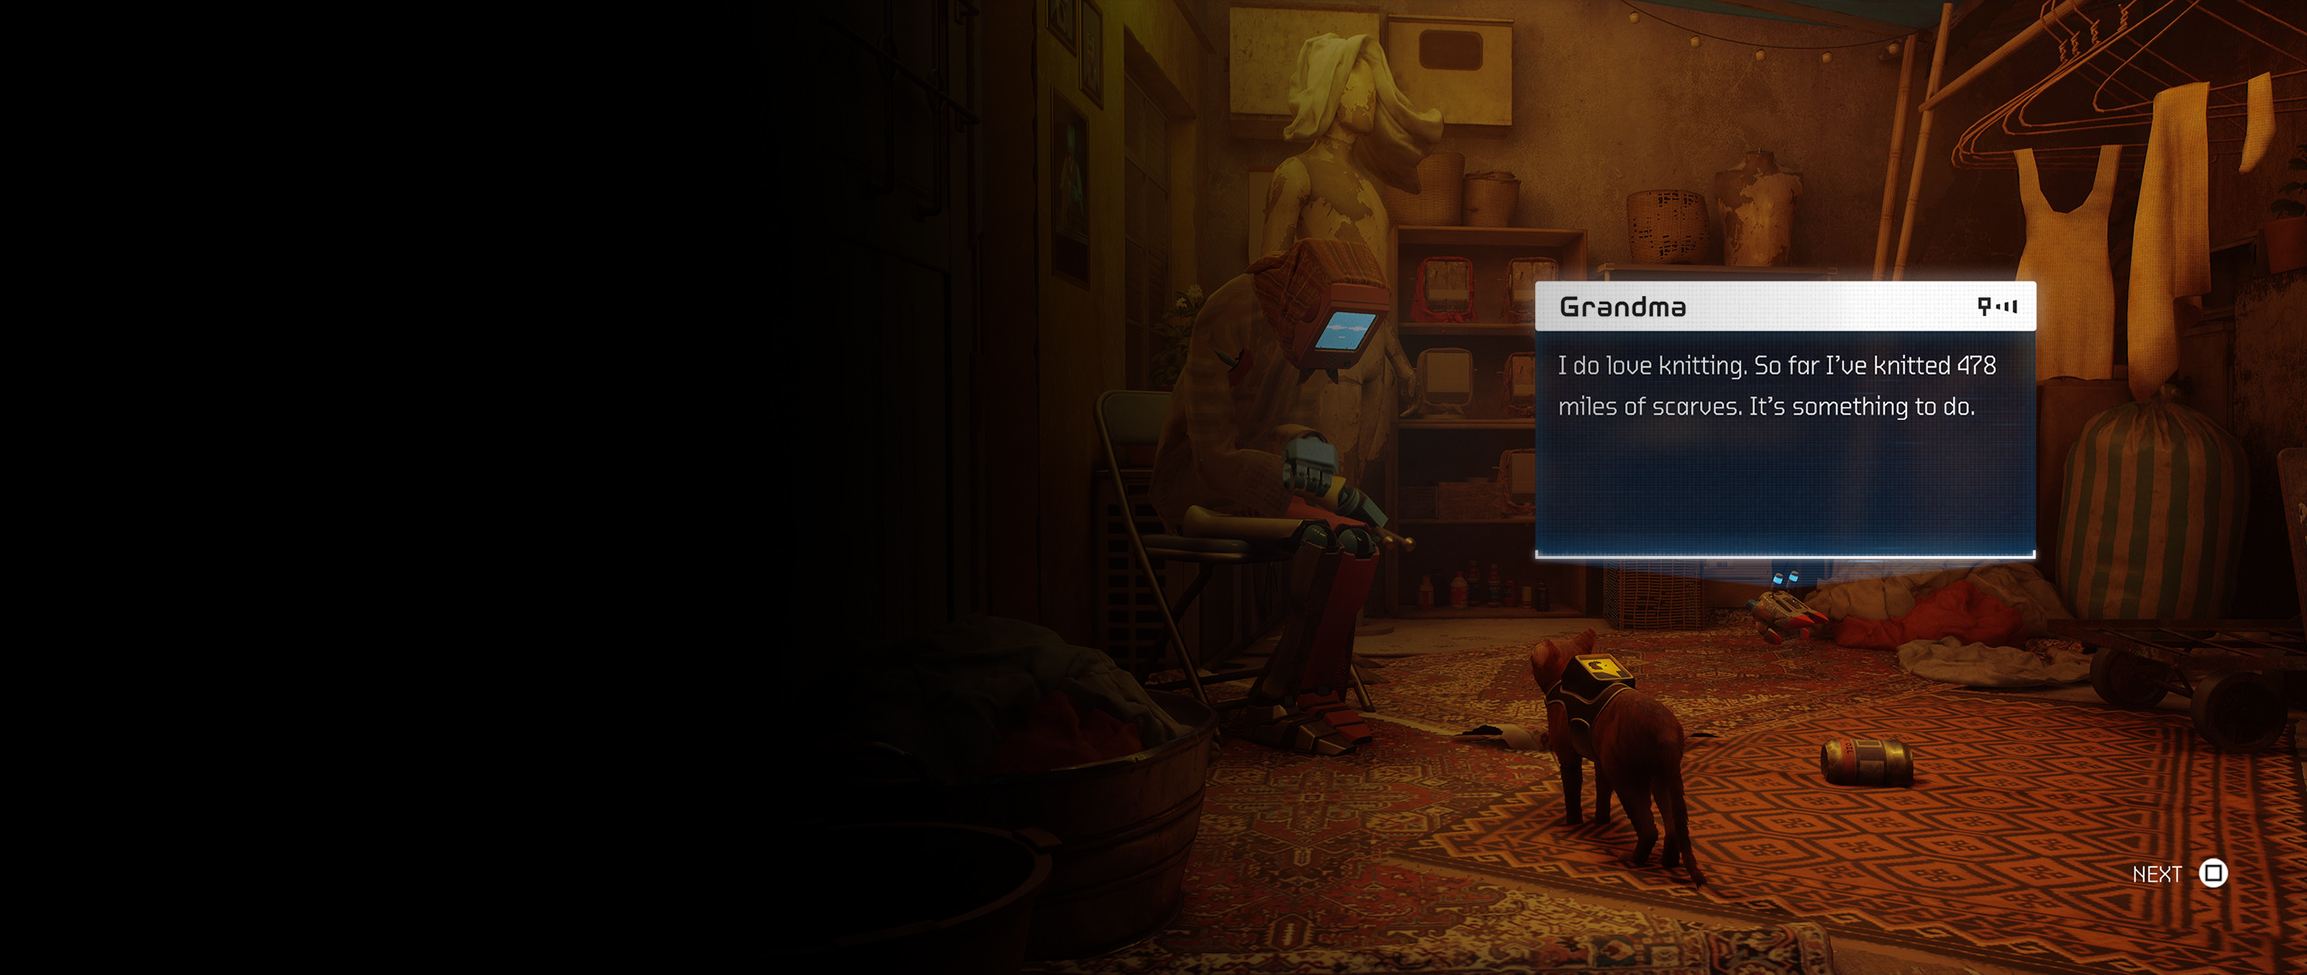 Grandma
I do love knitting. So far I've knitted 478
miles of scarves. It's something to do.
NEXT